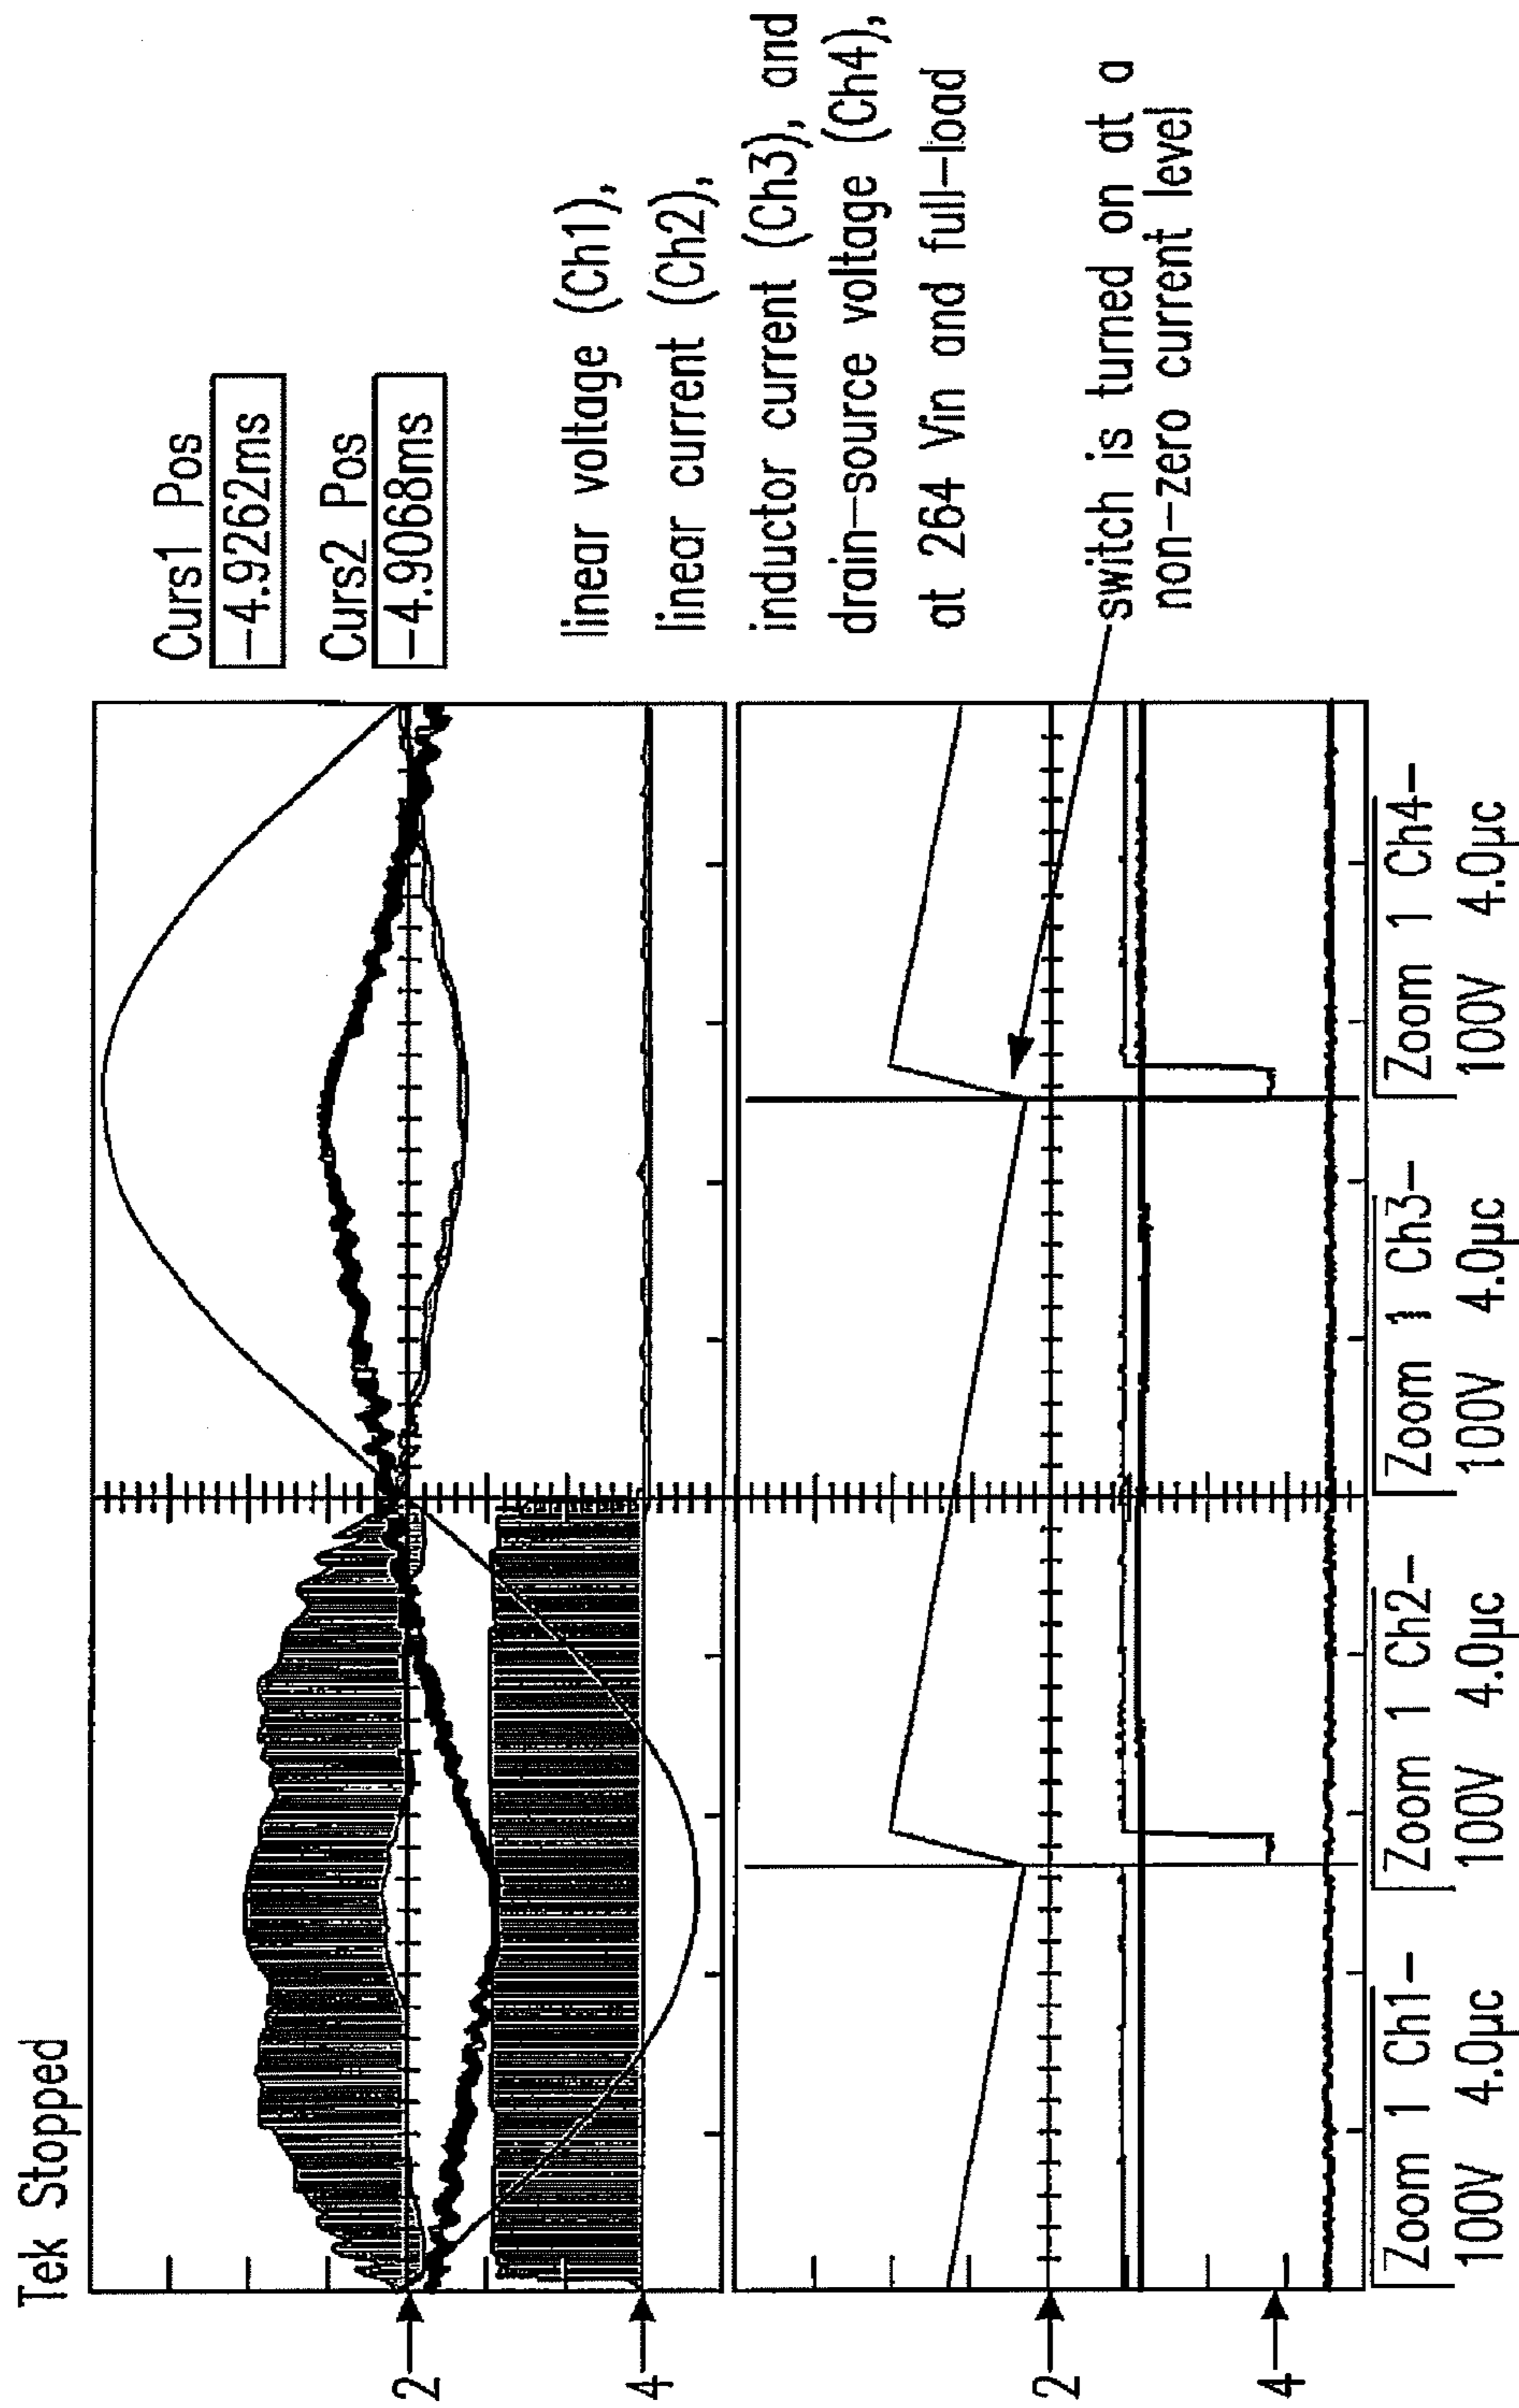 Tek Stopped
Curs1 Pos
-4.9262ms
Curs2 Pos
-4.9068ms
linear voltage (Ch1),
linear current (Ch2),
inductor current (Ch3), and
drain-source voltage (Ch4),
at 264 Vin and full-load
switch is turned on at a
non-zero current level
2
4
2
4
Zoom 1 Ch1-
100V 4.0µc
Zoom 1 Ch2-
100V 4.0µc
Zoom 1 Ch3-
100V 4.0µc
Zoom 1 Ch4-
100V 4.0µc